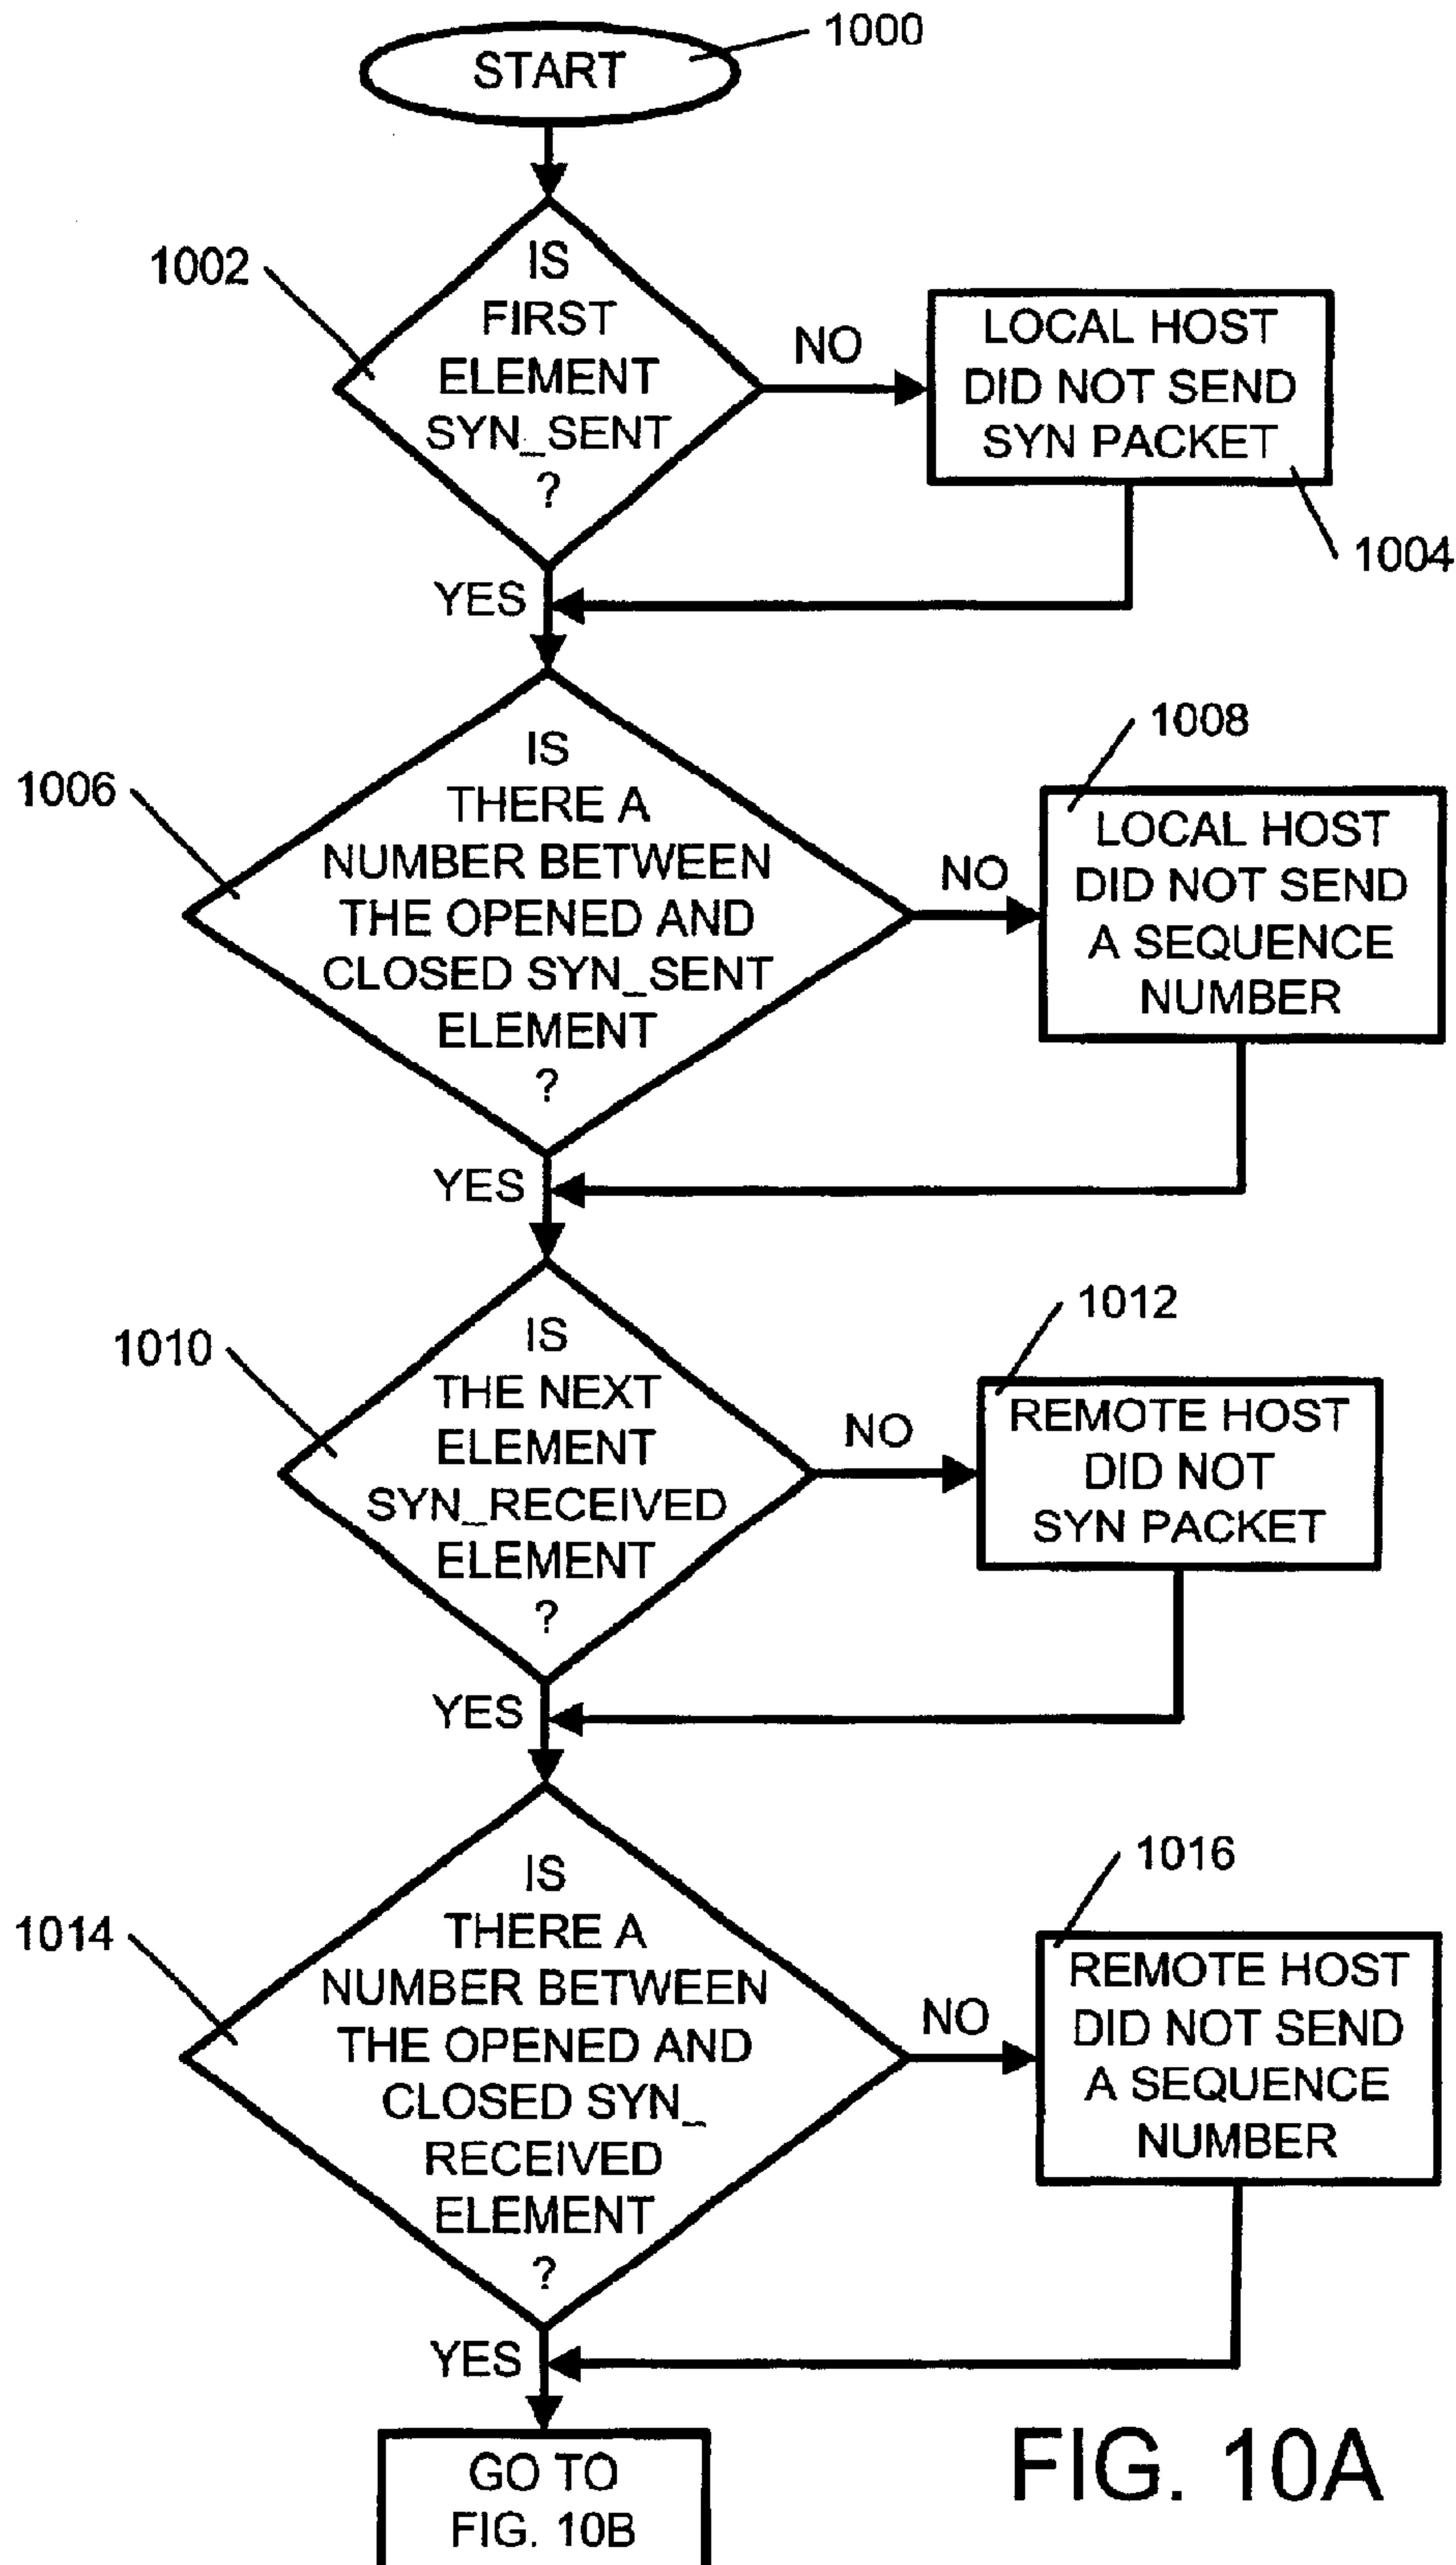 1000
START
1002
IS
FIRST
ELEMENT
SYN_SENT
?
NO
LOCAL HOST
DID NOT SEND
SYN PACKET
1004
YES
1006
IS
THERE A
NUMBER BETWEEN
THE OPENED AND
CLOSED SYN_SENT
ELEMENT
?
NO
1008
LOCAL HOST
DID NOT SEND
A SEQUENCE
NUMBER
YES
1010
IS
THE NEXT
ELEMENT
SYN_RECEIVED
ELEMENT
?
NO
1012
REMOTE HOST
DID NOT
SYN PACKET
YES
1014
IS
THERE A
NUMBER BETWEEN
THE OPENED AND
CLOSED SYN_
RECEIVED
ELEMENT
?
NO
1016
REMOTE HOST
DID NOT SEND
A SEQUENCE
NUMBER
YES
GO TO
FIG. 10B
FIG. 10A